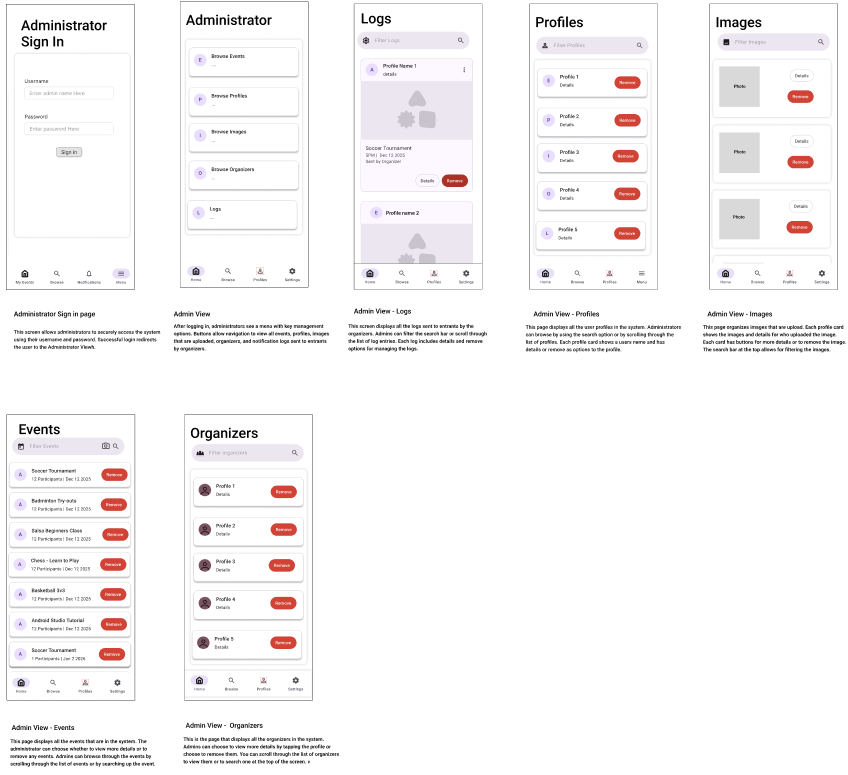 Administrator
Sign In
Username
Enter admin name Here
Password
Enter password Here
Sign in
My Events
Browse
Notifications
Menu
Administrator Sign in page
This screen allows administrators to securely access the system
using their username and password. Successful login redirects
the user to the Administrator View.
Administrator
E
Browse Events
...
P
Browse Profiles
...
I
Browse Images
...
O
Browse Organizers
...
L
Logs
...
Home
Browse
Profiles
Settings
Admin View
After logging in, administrators see a menu with key management
options. Buttons allow navigation to view all events, profiles, images
that are uploaded, organizers, and notification logs sent to entrants
by organizers.
Logs
Filter Logs
A
Profile Name 1
details
Soccer Tournament
5PM | Dec 12 2025
Sent by Organizer
Details
Remove
E
Profile name 2
Home
Browse
Profiles
Settings
Admin View - Logs
This screen displays all the logs sent to entrants by the
organizers. Admins can filter the search bar or scroll through
the list of log entries. Each log includes details and remove
options for managing the logs.
Profiles
Filter Profiles
E
Profile 1
Details
Remove
P
Profile 2
Details
Remove
I
Profile 3
Details
Remove
O
Profile 4
Details
Remove
L
Profile 5
Details
Remove
Home
Browse
Profiles
Menu
Admin View - Profiles
This page displays all the user profiles in the system. Administrators
can browse by using the search option or by scrolling through the
list of profiles. Each profile card shows a users name and has
details or remove as options to the profile.
Images
Filter Images
Photo
Details
Remove
Photo
Details
Remove
Photo
Details
Remove
Home
Browse
Profiles
Settings
Admin View - Images
This page organizes images that are upload. Each profile card
shows the images and details for who uploaded the image.
Each card has buttons for more details or to remove the image.
The search bar at the top allows for filtering the images.
Events
Filter Events
A
Soccer Tournament
12 Participants | Dec 12 2025
Remove
A
Badminton Try-outs
12 Participants | Dec 12 2025
Remove
A
Salsa Beginners Class
12 Participants | Dec 12 2025
Remove
A
Chess - Learn to Play
12 Participants | Dec 12 2025
Remove
A
Basketball 3v3
12 Participants | Dec 12 2025
Remove
A
Android Studio Tutorial
12 Participants | Dec 12 2025
Remove
A
Soccer Tournament
1 Participants | Jan 2 2026
Remove
Home
Browse
Profiles
Settings
Admin View - Events
This page displays all the events that are in the system. The
administrator can choose whether to view more details or to
remove any events. Admins can browse through the events by
scrolling through the list of events or by searching up the event.
Organizers
Filter organizers
Profile 1
Details
Remove
Profile 2
Details
Remove
Profile 3
Details
Remove
Profile 4
Details
Remove
Profile 5
Details
Remove
Home
Browse
Profiles
Settings
Admin View - Organizers
This is the page that displays all the organizers in the system.
Admins can choose to view more details by tapping the profile or
choose to remove them. You can scroll through the list of organizers
to view them or to search one at the top of the screen.